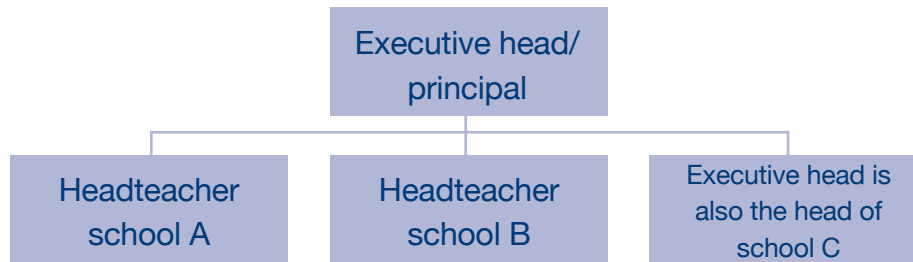 Executive head/
principal
Headteacher
school A
Headteacher
school B
Executive head is
also the head of
school C